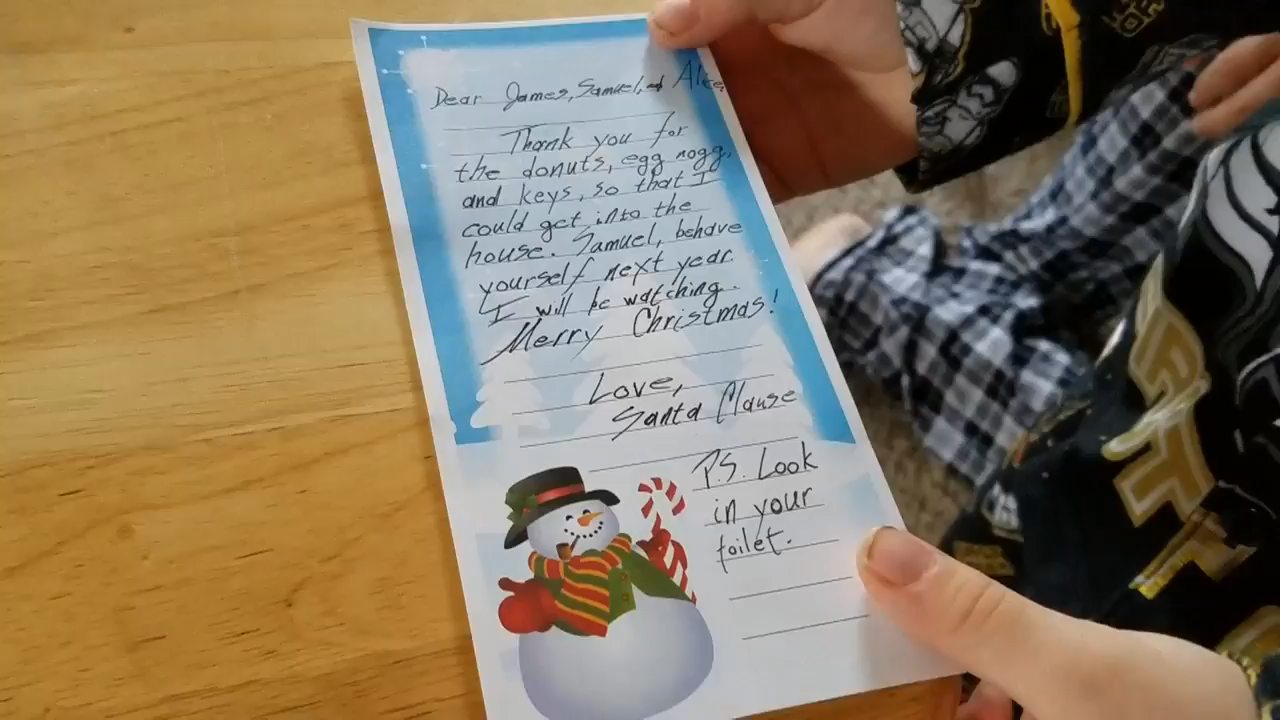 Dear James, Samuel, and Alice
Thank you for
the donuts, egg nogg,
and keys, so that I
could get into the
house. Samuel, behave
yourself next year.
I will be watching.
Merry Christmas!
Love,
Santa Clause
P.S. Look
in your
toilet.